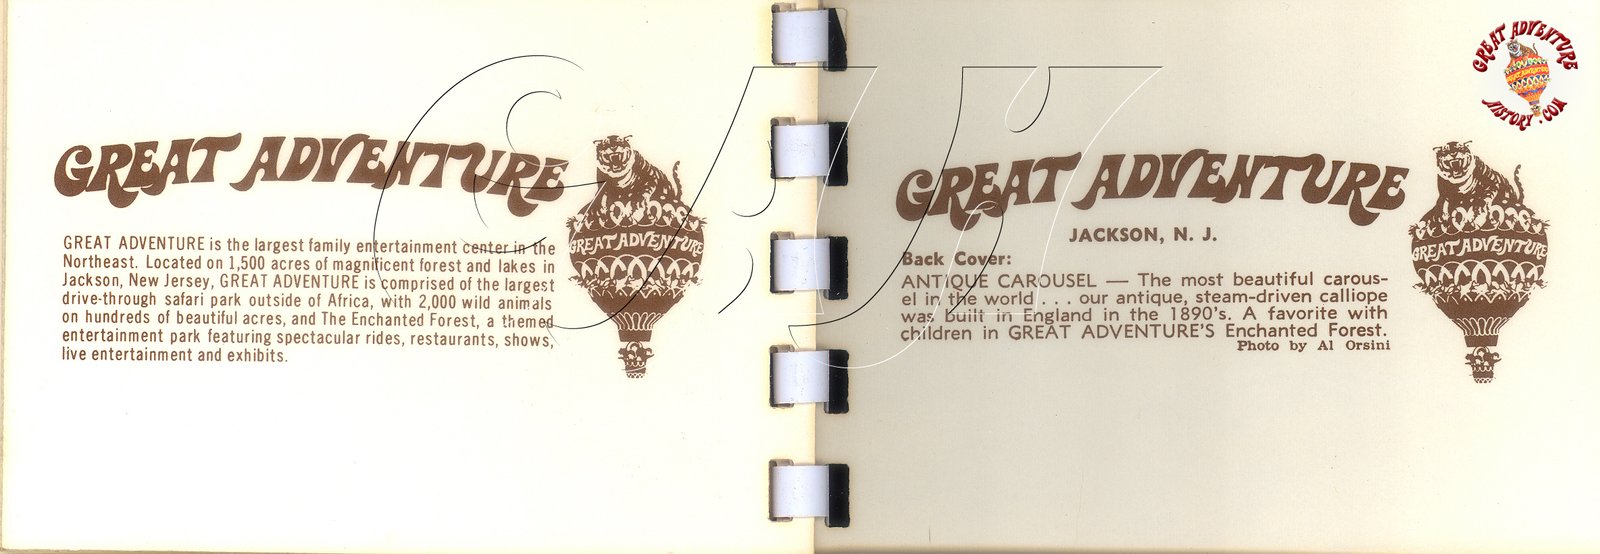 GREAT ADVENTURE
GREAT ADVENTURE
GREAT ADVENTURE is the largest family entertainment center in the
Northeast. Located on 1,500 acres of magnificent forest and lakes in
Jackson, New Jersey, GREAT ADVENTURE is comprised of the largest
drive-through safari park outside of Africa, with 2,000 wild animals
on hundreds of beautiful acres, and The Enchanted Forest, a themed
entertainment park featuring spectacular rides, restaurants, shows,
live entertainment and exhibits.
GAH
GREAT ADVENTURE
GREAT ADVENTURE
HISTORY.COM
GREAT ADVENTURE
JACKSON, N. J.
GREAT ADVENTURE
Back Cover:
ANTIQUE CAROUSEL — The most beautiful carous-
el in the world . . . our antique, steam-driven calliope
was built in England in the 1890's. A favorite with
children in GREAT ADVENTURE'S Enchanted Forest.
Photo by Al Orsini